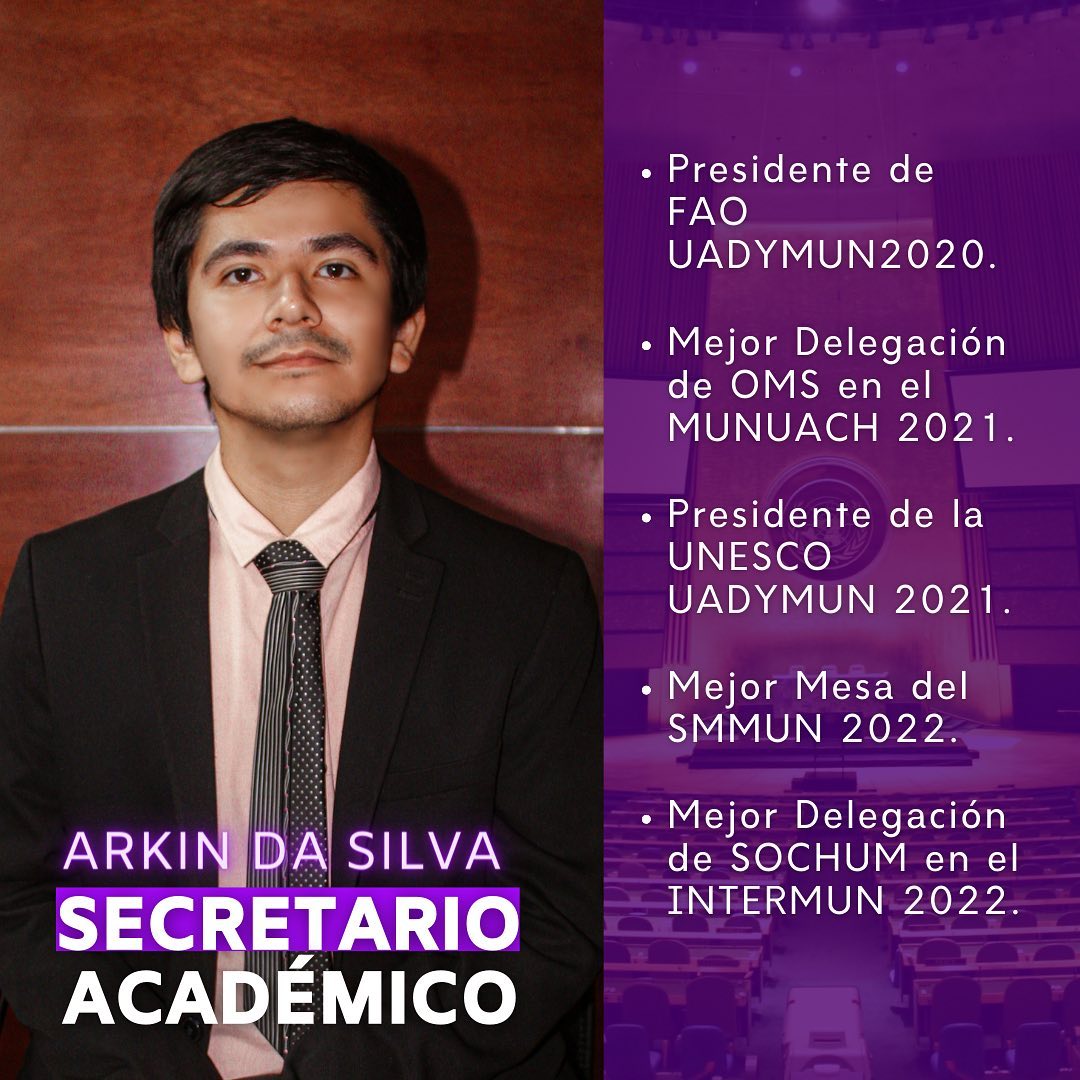 ARKIN DA SILVA
SECRETARIO
ACADÉMICO
• Presidente de
FAO
UADYMUN2020.
• Mejor Delegación
de OMS en el
MUNUACH 2021.
• Presidente de la
UNESCO
UADYMUN 2021.
• Mejor Mesa del
SMMUN 2022.
• Mejor Delegación
de SOCHUM en el
INTERMUN 2022.